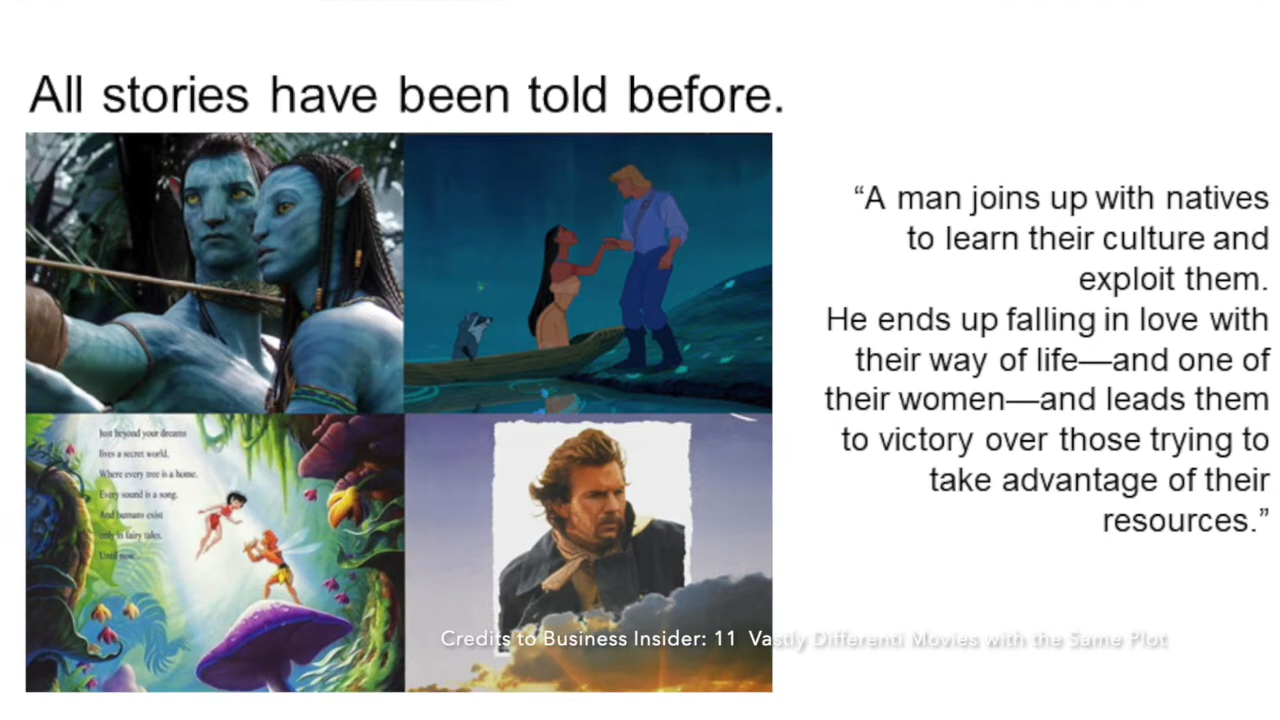 All stories have been told before.
“A man joins up with natives
to learn their culture and
exploit them.
He ends up falling in love with
their way of life—and one of
their women—and leads them
to victory over those trying to
take advantage of their
resources.”
Just beyond your dreams
lives a secret world.
Where every tree is a home.
Every sound is a song.
And humans exist
only in fairy tales.
Until now...
Credits to Business Insider: 11 Vastly Differenti Movies with the Same Plot